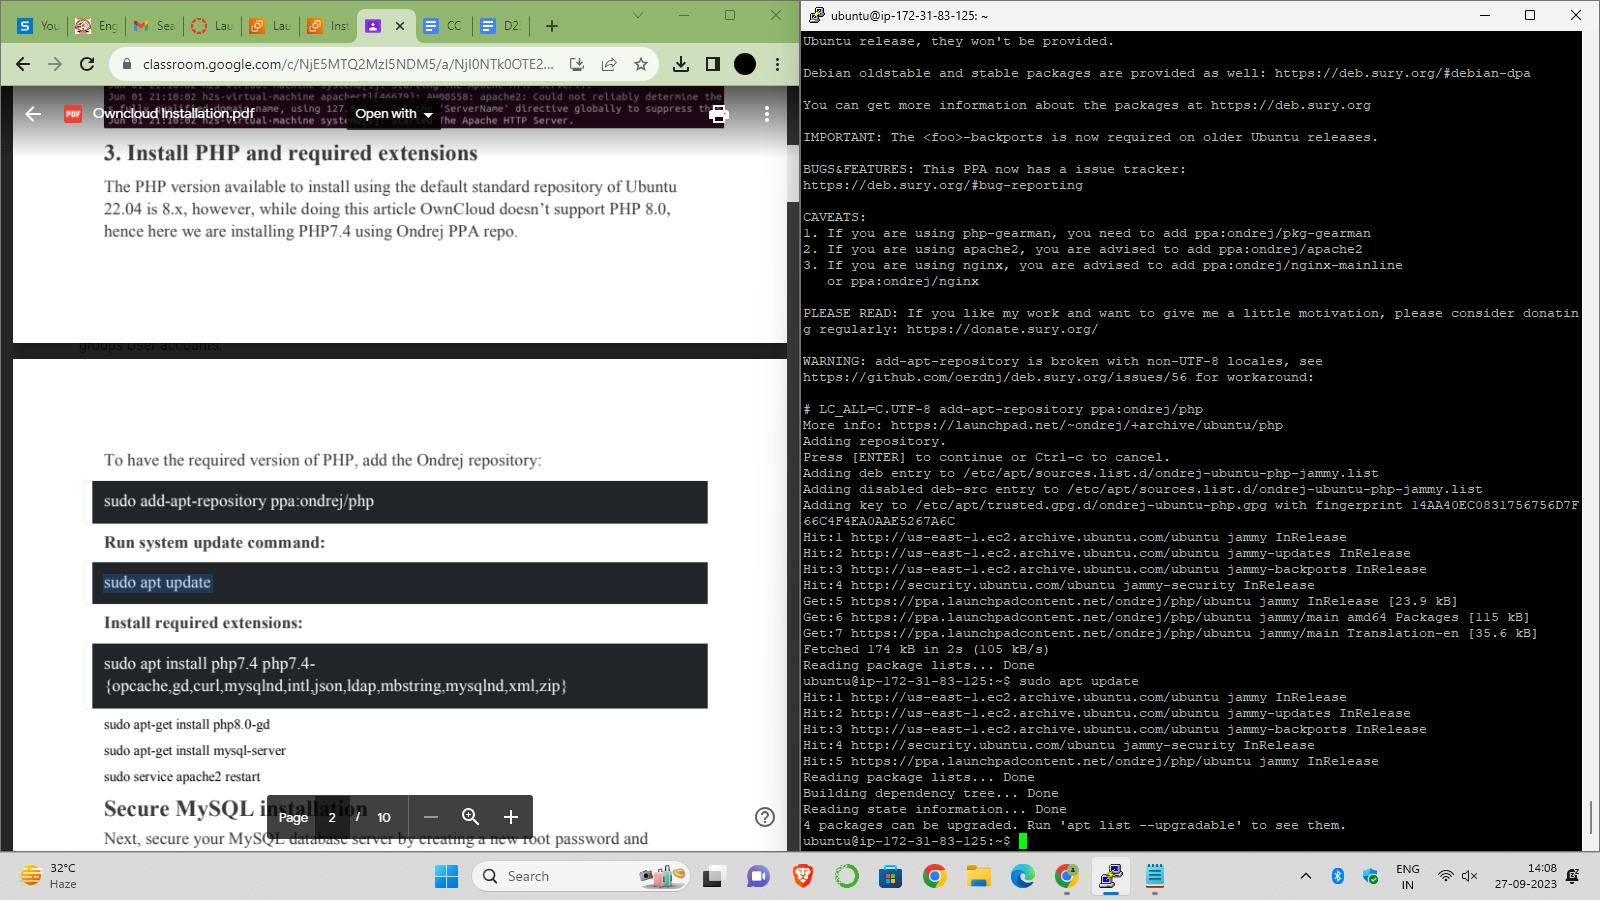 You
Eng
Sea
Lau
Lau
Inst
CC
D2
ubuntu@ip-172-31-83-125: ~
classroom.google.com/c/NjE5MTQ2MzI5NDM5/a/NjI0NTk0OTE2...
Owncloud Installation.pdf
Open with
The Apache HTTP Server.
3. Install PHP and required extensions
The PHP version available to install using the default standard repository of Ubuntu
22.04 is 8.x, however, while doing this article OwnCloud doesn't support PHP 8.0,
hence here we are installing PHP7.4 using Ondrej PPA repo.
groups user accounts.
To have the required version of PHP, add the Ondrej repository:
sudo add-apt-repository ppa:ondrej/php
Run system update command:
sudo apt update
Install required extensions:
sudo apt install php7.4 php7.4-
{opcache,gd,curl,mysqlnd,intl,json,ldap,mbstring,mysqlnd,xml,zip}
sudo apt-get install php8.0-gd
sudo apt-get install mysql-server
sudo service apache2 restart
Secure MySQL installation
Page 2 / 10
Next, secure your MySQL database server by creating a new root password and
Ubuntu release, they won't be provided.
Debian oldstable and stable packages are provided as well: https://deb.sury.org/#debian-dpa
You can get more information about the packages at https://deb.sury.org
IMPORTANT: The <foo>-backports is now required on older Ubuntu releases.
BUGS&FEATURES: This PPA now has a issue tracker:
https://deb.sury.org/#bug-reporting
CAVEATS:
1. If you are using php-gearman, you need to add ppa:ondrej/pkg-gearman
2. If you are using apache2, you are advised to add ppa:ondrej/apache2
3. If you are using nginx, you are advised to add ppa:ondrej/nginx-mainline
or ppa:ondrej/nginx
PLEASE READ: If you like my work and want to give me a little motivation, please consider donatin
g regularly: https://donate.sury.org/
WARNING: add-apt-repository is broken with non-UTF-8 locales, see
https://github.com/oerdnj/deb.sury.org/issues/56 for workaround:
# LC_ALL=C.UTF-8 add-apt-repository ppa:ondrej/php
More info: https://launchpad.net/~ondrej/+archive/ubuntu/php
Adding repository.
Press [ENTER] to continue or Ctrl-c to cancel.
Adding deb entry to /etc/apt/sources.list.d/ondrej-ubuntu-php-jammy.list
Adding disabled deb-src entry to /etc/apt/sources.list.d/ondrej-ubuntu-php-jammy.list
Adding key to /etc/apt/trusted.gpg.d/ondrej-ubuntu-php.gpg with fingerprint 14AA40EC0831756756D7F
66C4F4EA0AAE5267A6C
Hit:1 http://us-east-1.ec2.archive.ubuntu.com/ubuntu jammy InRelease
Hit:2 http://us-east-1.ec2.archive.ubuntu.com/ubuntu jammy-updates InRelease
Hit:3 http://us-east-1.ec2.archive.ubuntu.com/ubuntu jammy-backports InRelease
Hit:4 http://security.ubuntu.com/ubuntu jammy-security InRelease
Get:5 https://ppa.launchpadcontent.net/ondrej/php/ubuntu jammy InRelease [23.9 kB]
Get:6 https://ppa.launchpadcontent.net/ondrej/php/ubuntu jammy/main amd64 Packages [115 kB]
Get:7 https://ppa.launchpadcontent.net/ondrej/php/ubuntu jammy/main Translation-en [35.6 kB]
Fetched 174 kB in 2s (105 kB/s)
Reading package lists... Done
ubuntu@ip-172-31-83-125:~$ sudo apt update
Hit:1 http://us-east-1.ec2.archive.ubuntu.com/ubuntu jammy InRelease
Hit:2 http://us-east-1.ec2.archive.ubuntu.com/ubuntu jammy-updates InRelease
Hit:3 http://us-east-1.ec2.archive.ubuntu.com/ubuntu jammy-backports InRelease
Hit:4 http://security.ubuntu.com/ubuntu jammy-security InRelease
Hit:5 https://ppa.launchpadcontent.net/ondrej/php/ubuntu jammy InRelease
Reading package lists... Done
Building dependency tree... Done
Reading state information... Done
4 packages can be upgraded. Run 'apt list --upgradable' to see them.
ubuntu@ip-172-31-83-125:~$
32°C
Haze
Search
ENG
IN
14:08
27-09-2023